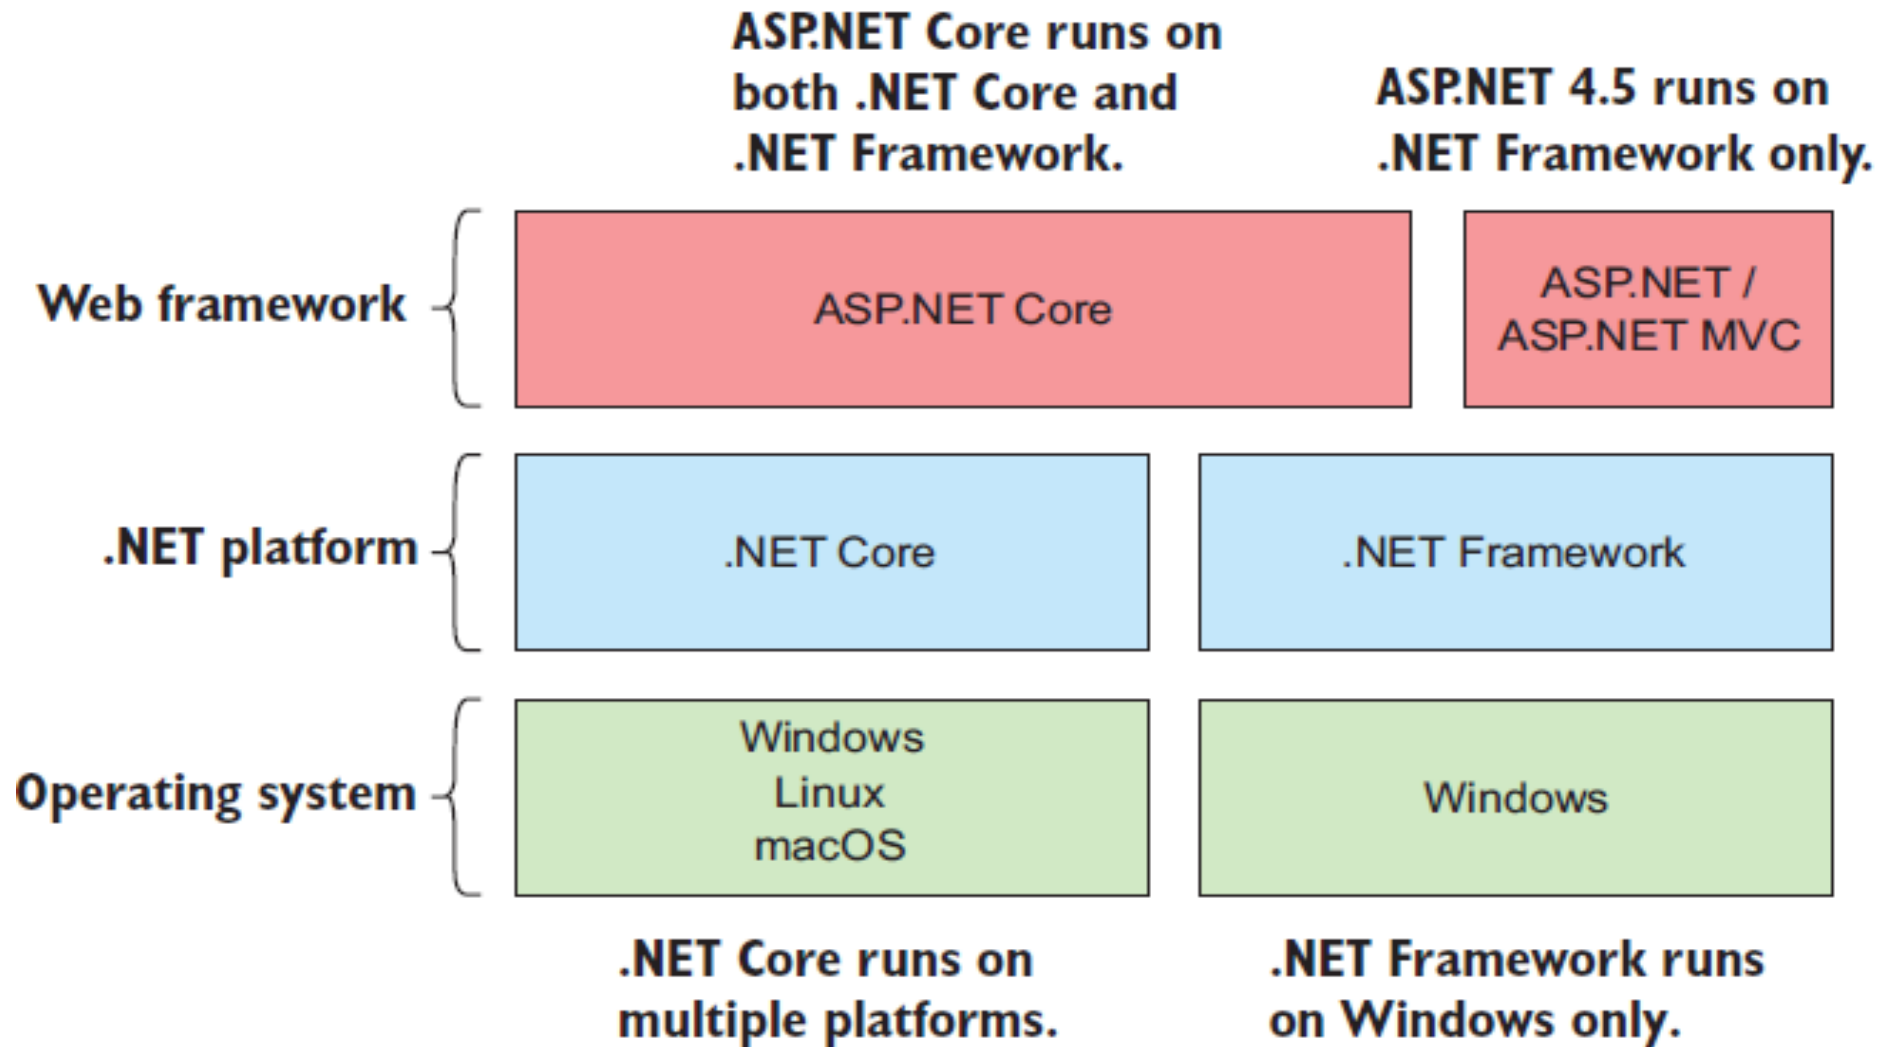 ASP.NET Core runs on
both .NET Core and
.NET Framework.
ASP.NET 4.5 runs on
.NET Framework only.
Web framework
ASP.NET Core
ASP.NET /
ASP.NET MVC
.NET platform
.NET Core
.NET Framework
Operating system
Windows
Linux
macOS
Windows
.NET Core runs on
multiple platforms.
.NET Framework runs
on Windows only.